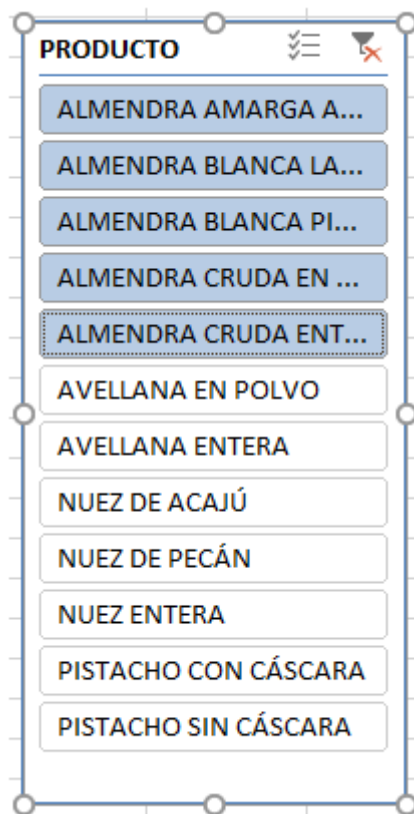 PRODUCTO
ALMENDRA AMARGA A...
ALMENDRA BLANCA LA...
ALMENDRA BLANCA PI...
ALMENDRA CRUDA EN ...
ALMENDRA CRUDA ENT...
AVELLANA EN POLVO
AVELLANA ENTERA
NUEZ DE ACAJÚ
NUEZ DE PECÁN
NUEZ ENTERA
PISTACHO CON CÁSCARA
PISTACHO SIN CÁSCARA